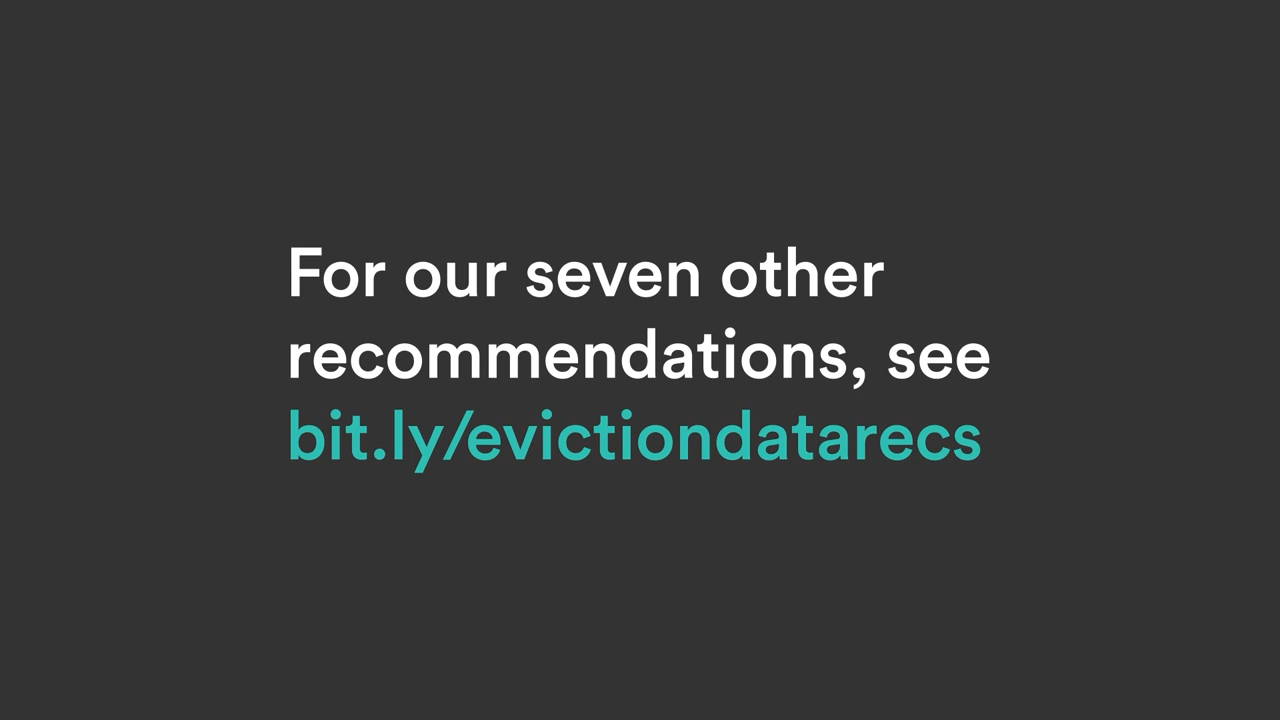 For our seven other
recommendations, see
bit.ly/evictiondatarecs